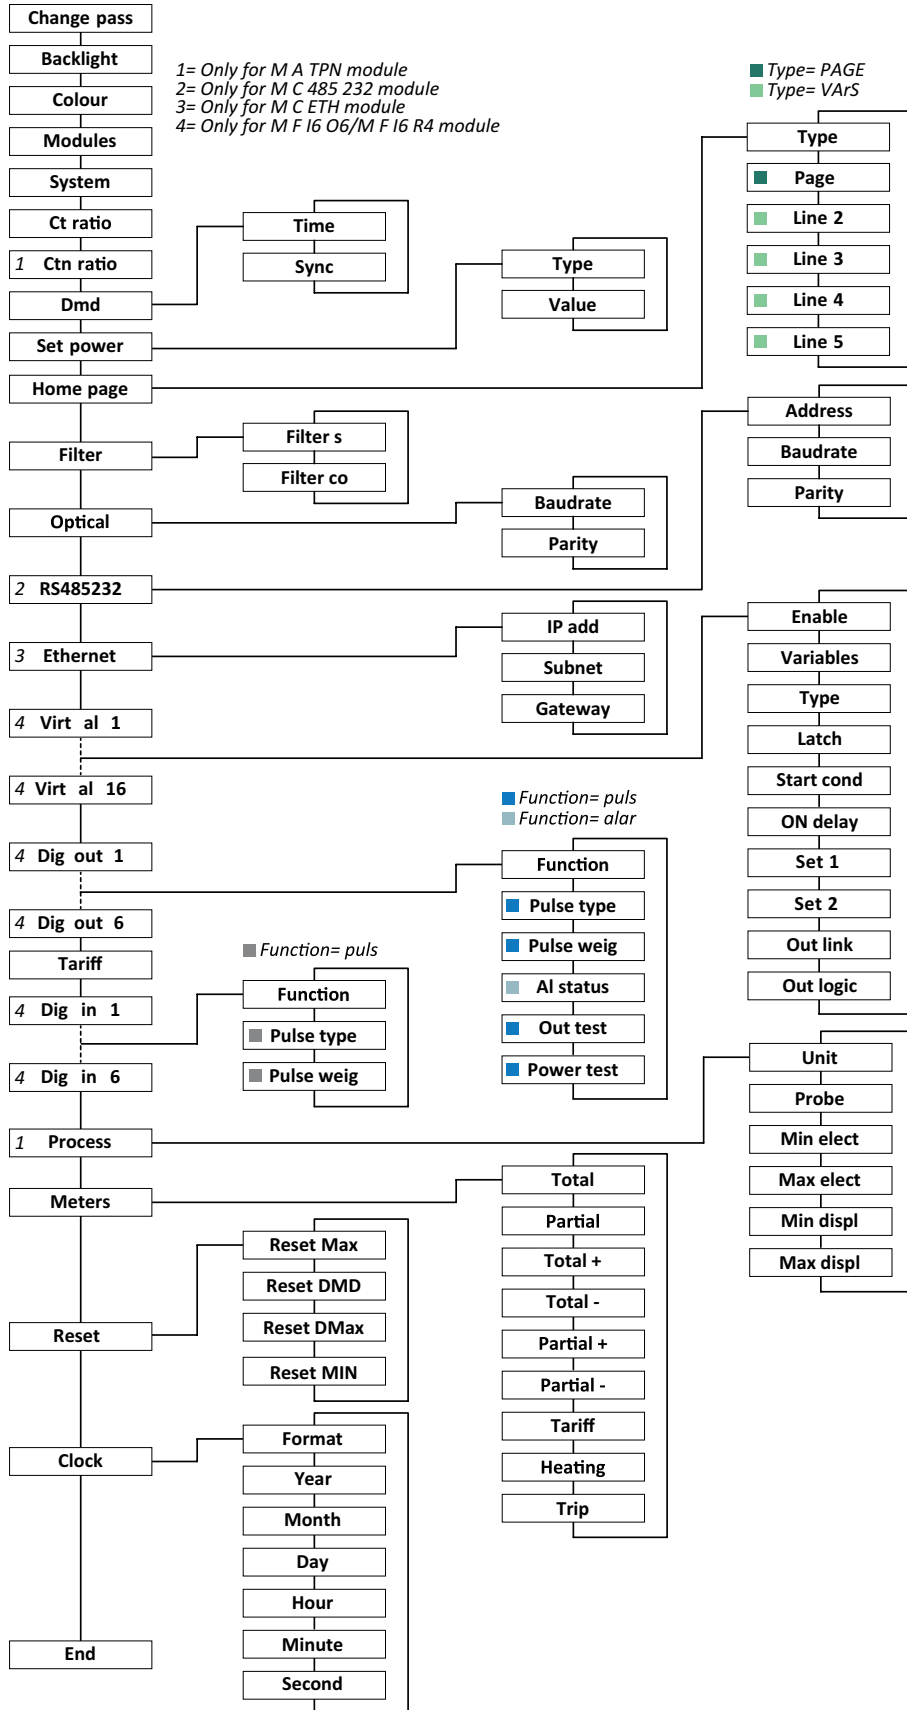 Change pass
Backlight
Colour
Modules
System
Ct ratio
1 Ctn ratio
Dmd
Set power
Home page
Filter
Optical
2 RS485232
3 Ethernet
4 Virt al 1
4 Virt al 16
4 Dig out 1
4 Dig out 6
Tariff
4 Dig in 1
4 Dig in 6
1 Process
Meters
Reset
Clock
End
1= Only for M A TPN module
2= Only for M C 485 232 module
3= Only for M C ETH module
4= Only for M F I6 O6/M F I6 R4 module
Time
Sync
Filter s
Filter co
Function= puls
Function
Pulse type
Pulse weig
Reset Max
Reset DMD
Reset DMax
Reset MIN
Format
Year
Month
Day
Hour
Minute
Second
Type
Value
Baudrate
Parity
IP add
Subnet
Gateway
Function= puls
Function= alar
Function
Pulse type
Pulse weig
Al status
Out test
Power test
Total
Partial
Total +
Total -
Partial +
Partial -
Tariff
Heating
Trip
Type= PAGE
Type= VArS
Type
Page
Line 2
Line 3
Line 4
Line 5
Address
Baudrate
Parity
Enable
Variables
Type
Latch
Start cond
ON delay
Set 1
Set 2
Out link
Out logic
Unit
Probe
Min elect
Max elect
Min displ
Max displ